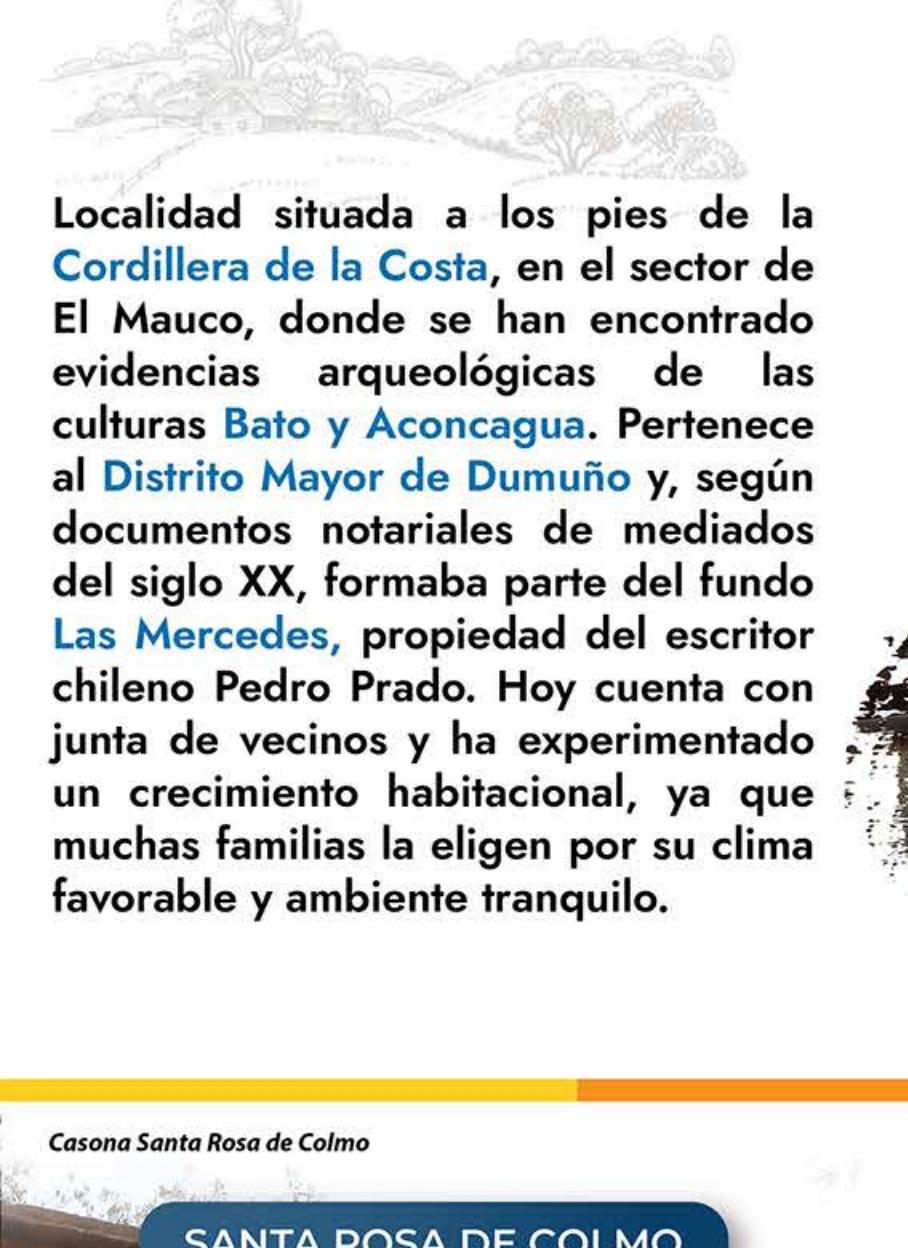 Localidad situada a los pies de la
Cordillera de la Costa, en el sector de
El Mauco, donde se han encontrado
evidencias arqueológicas de las
culturas Bato y Aconcagua. Pertenece
al Distrito Mayor de Dumuño y, según
documentos notariales de mediados
del siglo XX, formaba parte del fundo
Las Mercedes, propiedad del escritor
chileno Pedro Prado. Hoy cuenta con
junta de vecinos y ha experimentado
un crecimiento habitacional, ya que
muchas familias la eligen por su clima
favorable y ambiente tranquilo.
Casona Santa Rosa de Colmo
SANTA ROSA DE COLMO